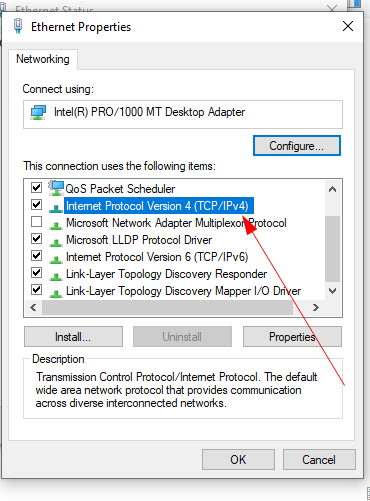 Ethernet Status
Ethernet Properties
Networking
Connect using:
Intel(R) PRO/1000 MT Desktop Adapter
Configure...
This connection uses the following items:
QoS Packet Scheduler
Internet Protocol Version 4 (TCP/IPv4)
Microsoft Network Adapter Multiplexor Protocol
Microsoft LLDP Protocol Driver
Internet Protocol Version 6 (TCP/IPv6)
Link-Layer Topology Discovery Responder
Link-Layer Topology Discovery Mapper I/O Driver
Install...
Uninstall
Properties
Description
Transmission Control Protocol/Internet Protocol. The default
wide area network protocol that provides communication
across diverse interconnected networks.
OK
Cancel